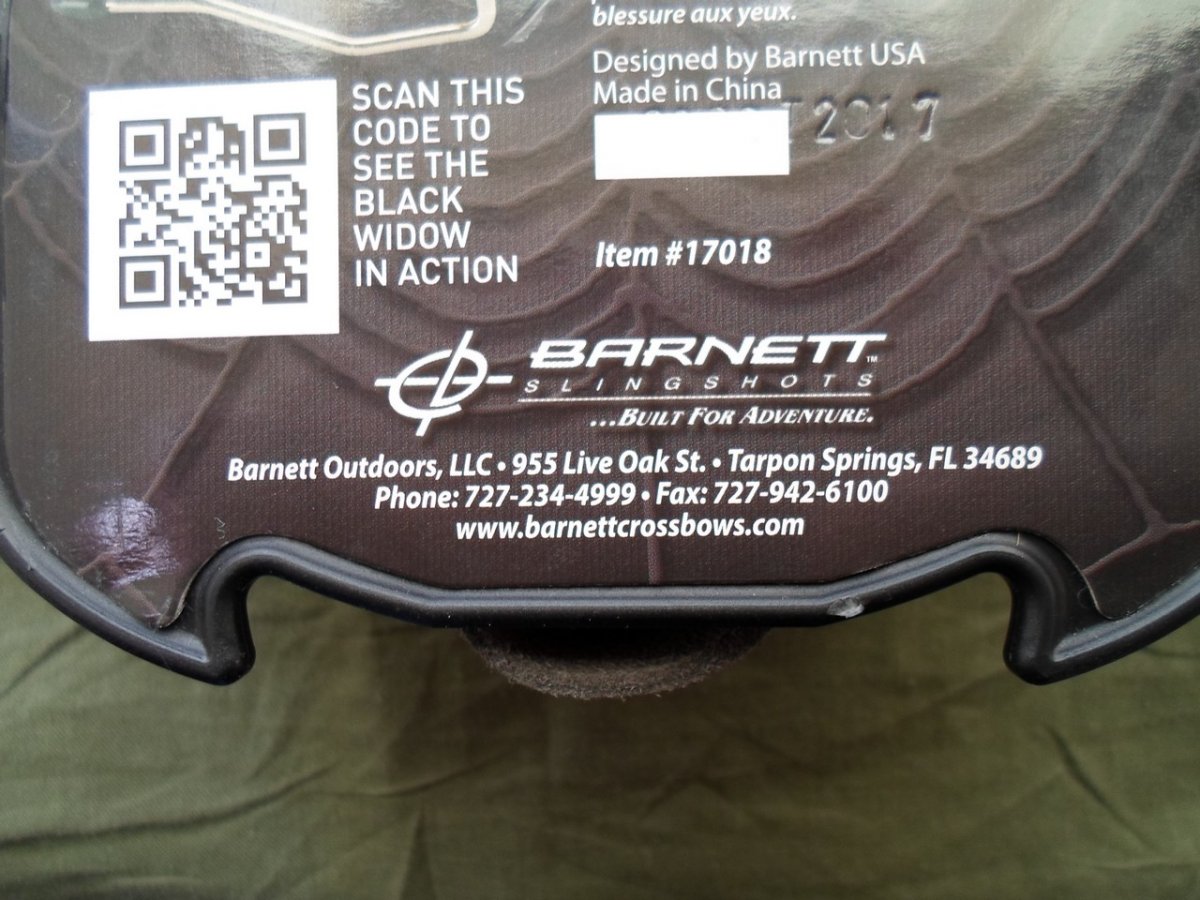 blessure aux yeux.
Designed by Barnett USA
Made in China
2017
SCAN THIS
CODE TO
SEE THE
BLACK
WIDOW
IN ACTION
Item #17018
BARNETT™
SLINGSHOTS
...BUILT FOR ADVENTURE.
Barnett Outdoors, LLC • 955 Live Oak St. • Tarpon Springs, FL 34689
Phone: 727-234-4999 • Fax: 727-942-6100
www.barnettcrossbows.com